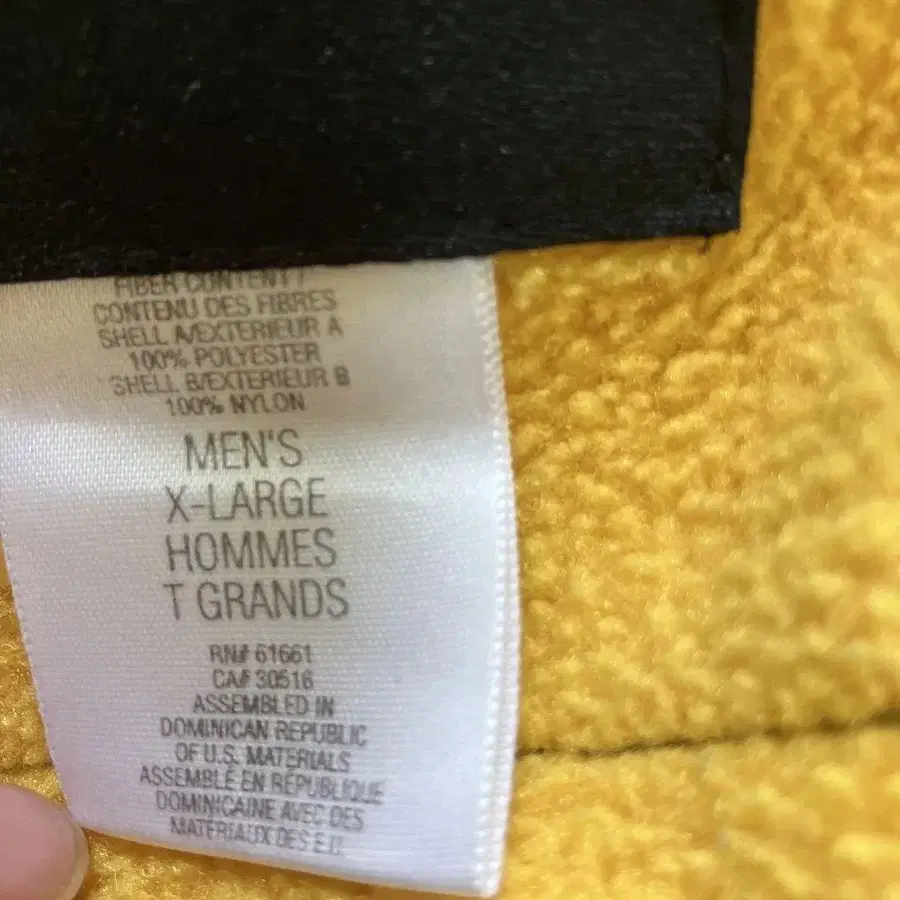 FIBER CONTENT /
CONTENU DES FIBRES
SHELL A/EXTERIEUR A
100% POLYESTER
SHELL B/EXTERIEUR B
100% NYLON
MEN'S
X-LARGE
HOMMES
T GRANDS
RN# 61661
CA# 30516
ASSEMBLED IN
DOMINICAN REPUBLIC
OF U.S. MATERIALS
ASSEMBLÉ EN RÉPUBLIQUE
DOMINICAINE AVEC DES
MATERIAUX DES E.U.